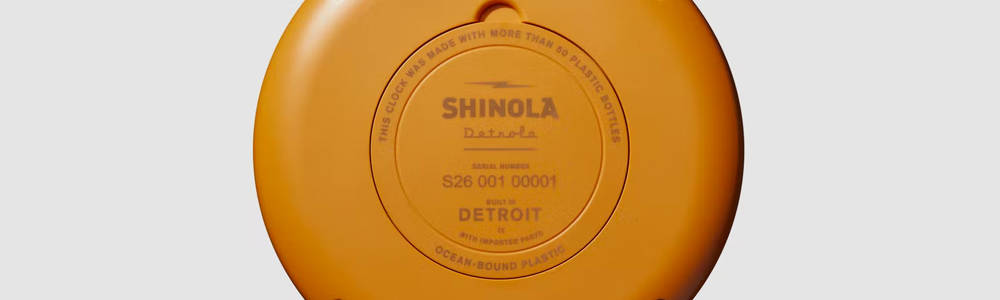 THIS CLOCK WAS MADE WITH MORE THAN 50 PLASTIC BOTTLES
SHINOLA
Detrola
SERIAL NUMBER
S26 001 00001
BUILT IN
DETROIT
WITH IMPORTED PARTS
OCEAN-BOUND PLASTIC